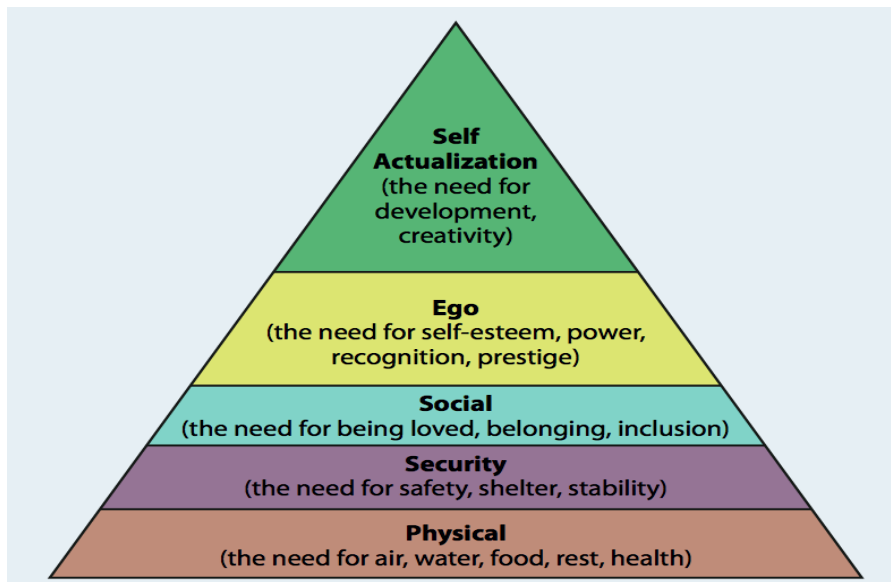 Self
Actualization
(the need for
development,
creativity)
Ego
(the need for self-esteem, power,
recognition, prestige)
Social
(the need for being loved, belonging, inclusion)
Security
(the need for safety, shelter, stability)
Physical
(the need for air, water, food, rest, health)